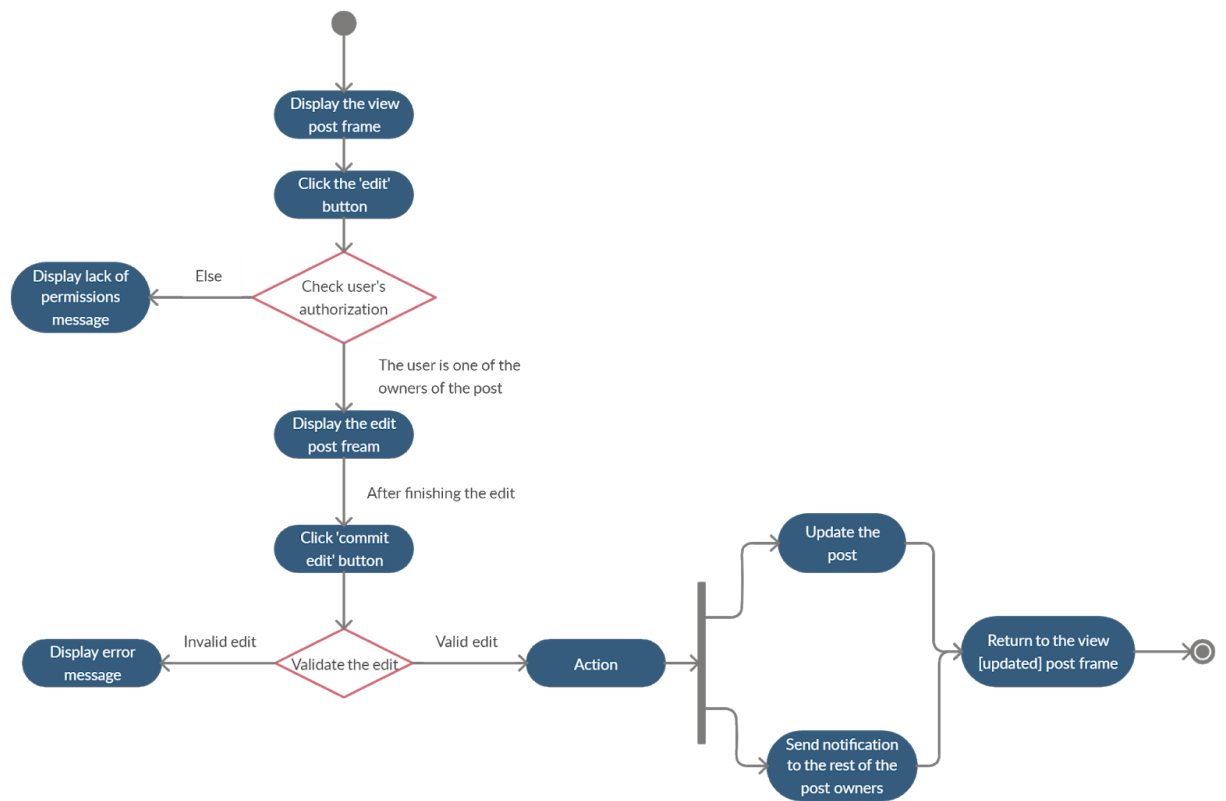 Display the view
post frame
Click the 'edit'
button
Else
Display lack of
permissions
message
Check user's
authorization
The user is one of the
owners of the post
Display the edit
post fream
After finishing the edit
Click 'commit
edit' button
Invalid edit
Display error
message
Validate the edit
Valid edit
Action
Update the
post
Send notification
to the rest of the
post owners
Return to the view
[updated] post frame